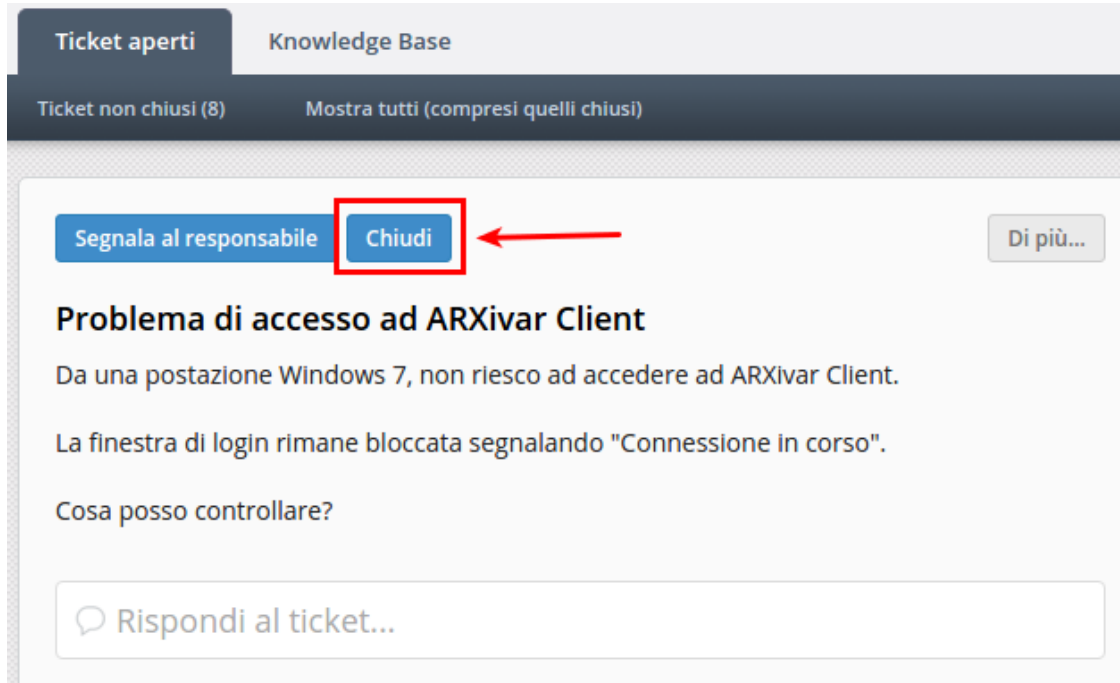 Ticket aperti Knowledge Base
Ticket non chiusi (8) Mostra tutti (compresi quelli chiusi)
Segnala al responsabile Chiudi Di più...
Problema di accesso ad ARXivar Client
Da una postazione Windows 7, non riesco ad accedere ad ARXivar Client.
La finestra di login rimane bloccata segnalando "Connessione in corso".
Cosa posso controllare?
Rispondi al ticket...